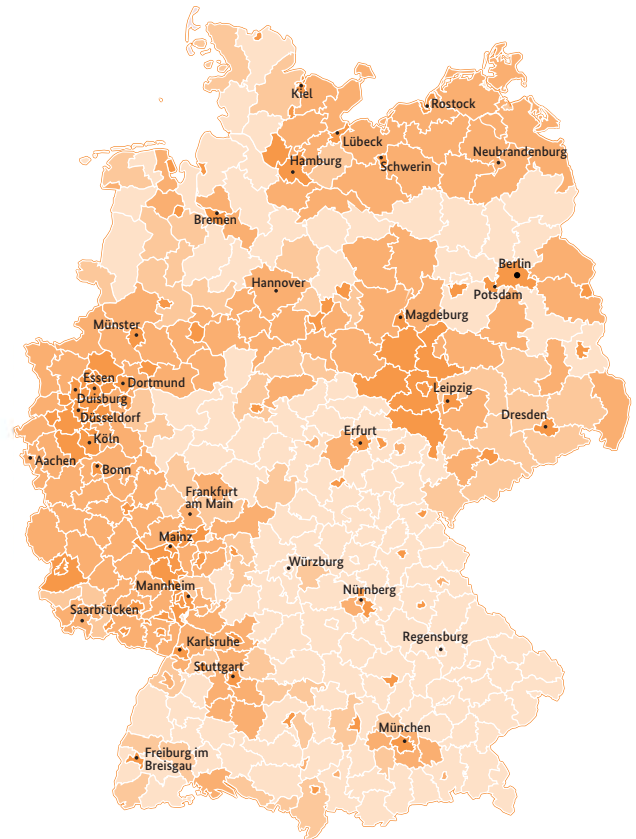 Kiel
Rostock
Lübeck
Hamburg
Schwerin
Neubrandenburg
Bremen
Berlin
Hannover
Potsdam
Magdeburg
Münster
Essen
Dortmund
Duisburg
Leipzig
Düsseldorf
Dresden
Erfurt
Köln
Aachen
Bonn
Frankfurt
am Main
Mainz
Würzburg
Mannheim
Nürnberg
Saarbrücken
Regensburg
Karlsruhe
Stuttgart
München
Freiburg im
Breisgau